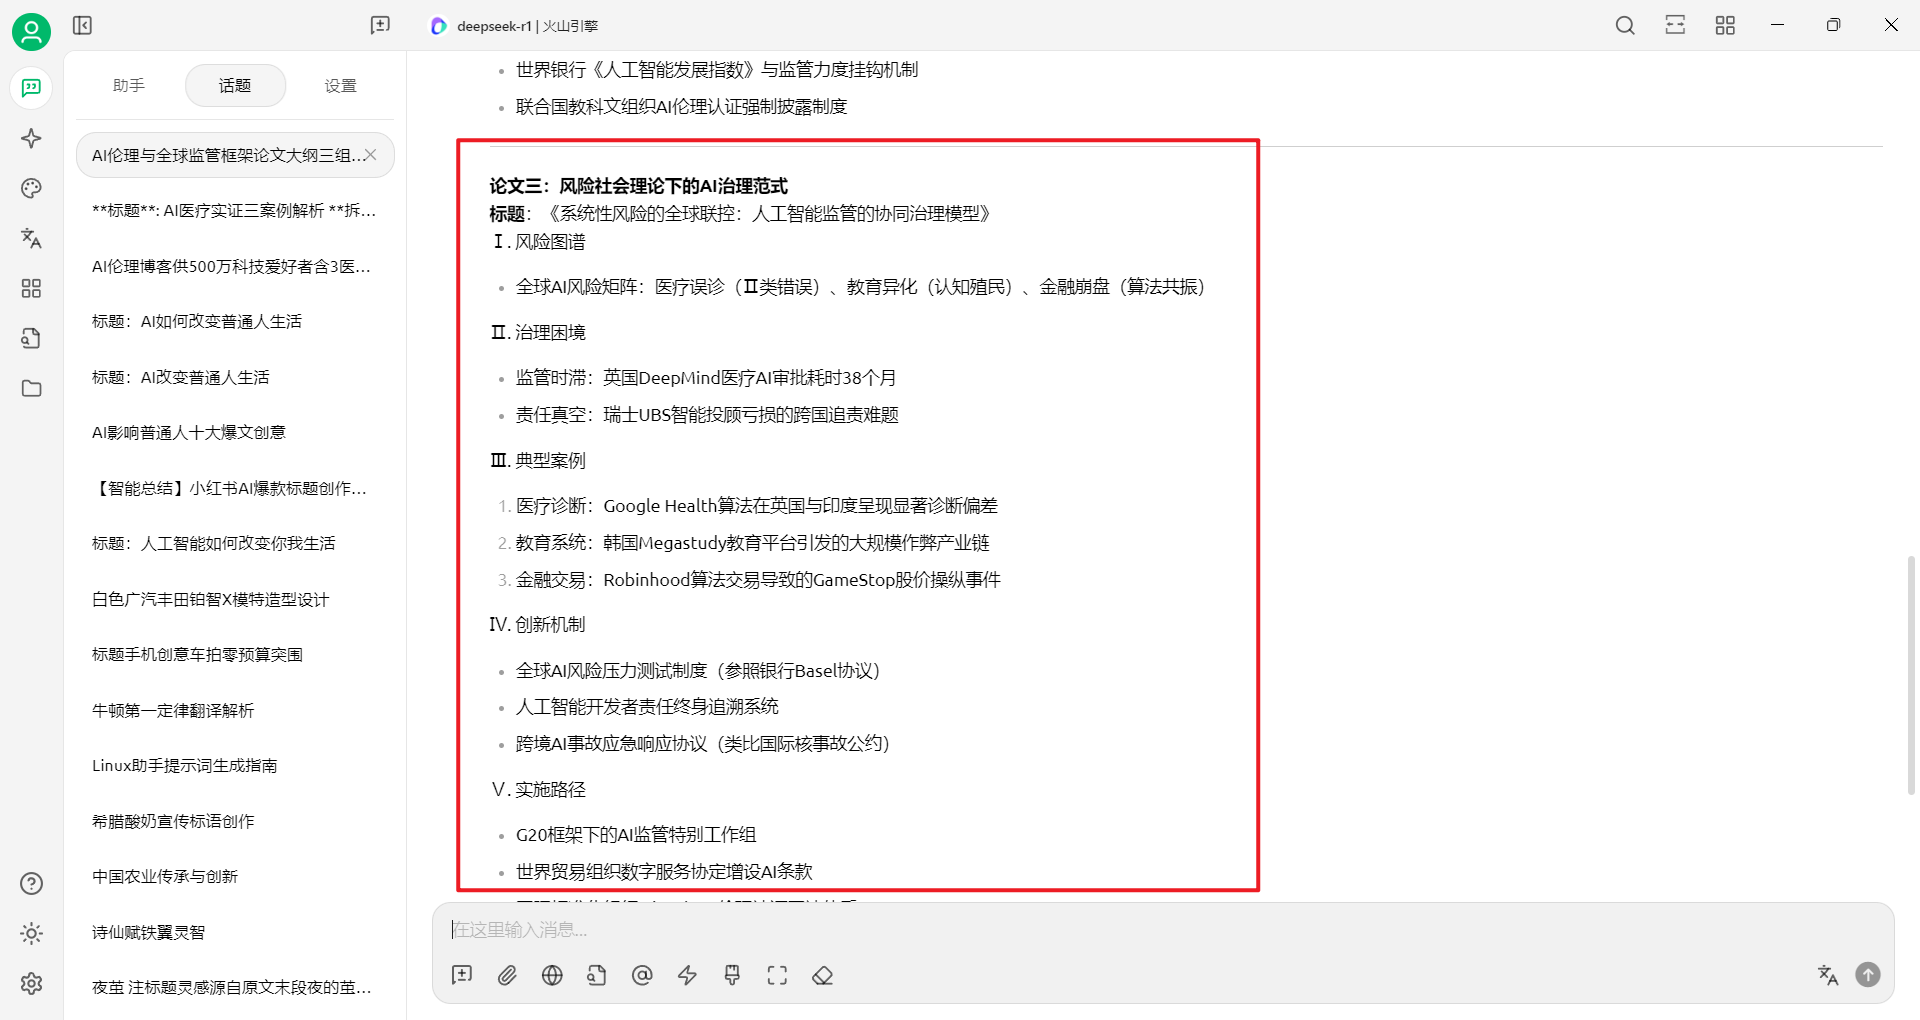 deepseek-r1 | 火山引擎
助手
话题
设置
AI伦理与全球监管框架论文大纲三组...
**标题**: AI医疗实证三案例解析 **拆...
AI伦理博客供500万科技爱好者含3医...
标题：AI如何改变普通人生活
标题：AI改变普通人生活
AI影响普通人十大爆文创意
【智能总结】小红书AI爆款标题创作...
标题：人工智能如何改变你我生活
白色广汽丰田铂智X模特造型设计
标题手机创意车拍零预算突围
牛顿第一定律翻译解析
Linux助手提示词生成指南
希腊酸奶宣传标语创作
中国农业传承与创新
诗仙赋铁翼灵智
夜茧 注标题灵感源自原文末段夜的茧...
世界银行《人工智能发展指数》与监管力度挂钩机制
联合国教科文组织AI伦理认证强制披露制度
论文三：风险社会理论下的AI治理范式
标题：《系统性风险的全球联控：人工智能监管的协同治理模型》
Ⅰ. 风险图谱
全球AI风险矩阵：医疗误诊（Ⅱ类错误）、教育异化（认知殖民）、金融崩盘（算法共振）
Ⅱ. 治理困境
监管时滞：英国DeepMind医疗AI审批耗时38个月
责任真空：瑞士UBS智能投顾亏损的跨国追责难题
Ⅲ. 典型案例
1. 医疗诊断：Google Health算法在英国与印度呈现显著诊断偏差
2. 教育系统：韩国Megastudy教育平台引发的大规模作弊产业链
3. 金融交易：Robinhood算法交易导致的GameStop股价操纵事件
Ⅳ. 创新机制
全球AI风险压力测试制度（参照银行Basel协议）
人工智能开发者责任终身追溯系统
跨境AI事故应急响应协议（类比国际核事故公约）
Ⅴ. 实施路径
G20框架下的AI监管特别工作组
世界贸易组织数字服务协定增设AI条款
在这里输入消息...